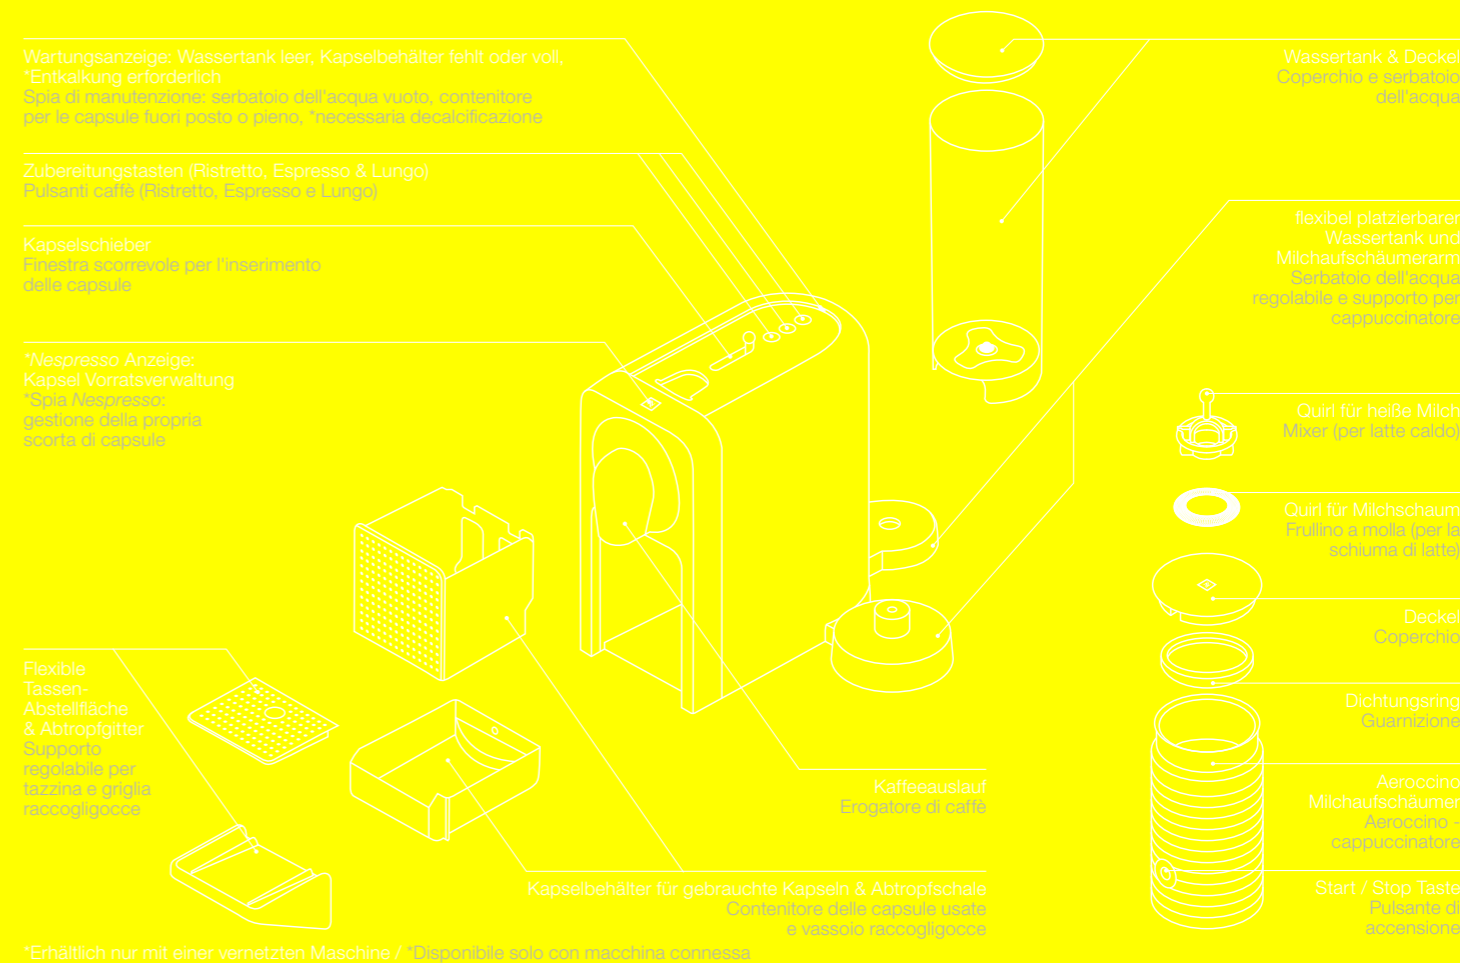 Wartungsanzeige: Wassertank leer, Kapselbehälter fehlt oder voll,
*Entkalkung erforderlich
Spia di manutenzione: serbatoio dell'acqua vuoto, contenitore
per le capsule fuori posto o pieno, *necessaria decalcificazione
Zubereitungstasten (Ristretto, Espresso & Lungo)
Pulsanti caffè (Ristretto, Espresso e Lungo)
Kapselschieber
Finestra scorrevole per l'inserimento
delle capsule
*Nespresso Anzeige:
Kapsel Vorratsverwaltung
*Spia Nespresso:
gestione della propria
scorta di capsule
Flexible
Tassen-
Abstellfläche
& Abtropfgitter
Supporto
regolabile per
tazzina e griglia
raccogligocce
Kaffeeauslauf
Erogatore di caffè
Kapselbehälter für gebrauchte Kapseln & Abtropfschale
Contenitore delle capsule usate
e vassoio raccogligocce
Wassertank & Deckel
Coperchio e serbatoio
dell'acqua
flexibel platzierbarer
Wassertank und
Milchaufschäumerarm
Serbatoio dell'acqua
regolabile e supporto per
cappuccinatore
Quirl für heiße Milch
Mixer (per latte caldo)
Quirl für Milchschaum
Frullino a molla (per la
schiuma di latte)
Deckel
Coperchio
Dichtungsring
Guarnizione
Aeroccino
Milchaufschäumer
Aeroccino -
cappuccinatore
Start / Stop Taste
Pulsante di
accensione
*Erhältlich nur mit einer vernetzten Maschine / *Disponibile solo con macchina connessa